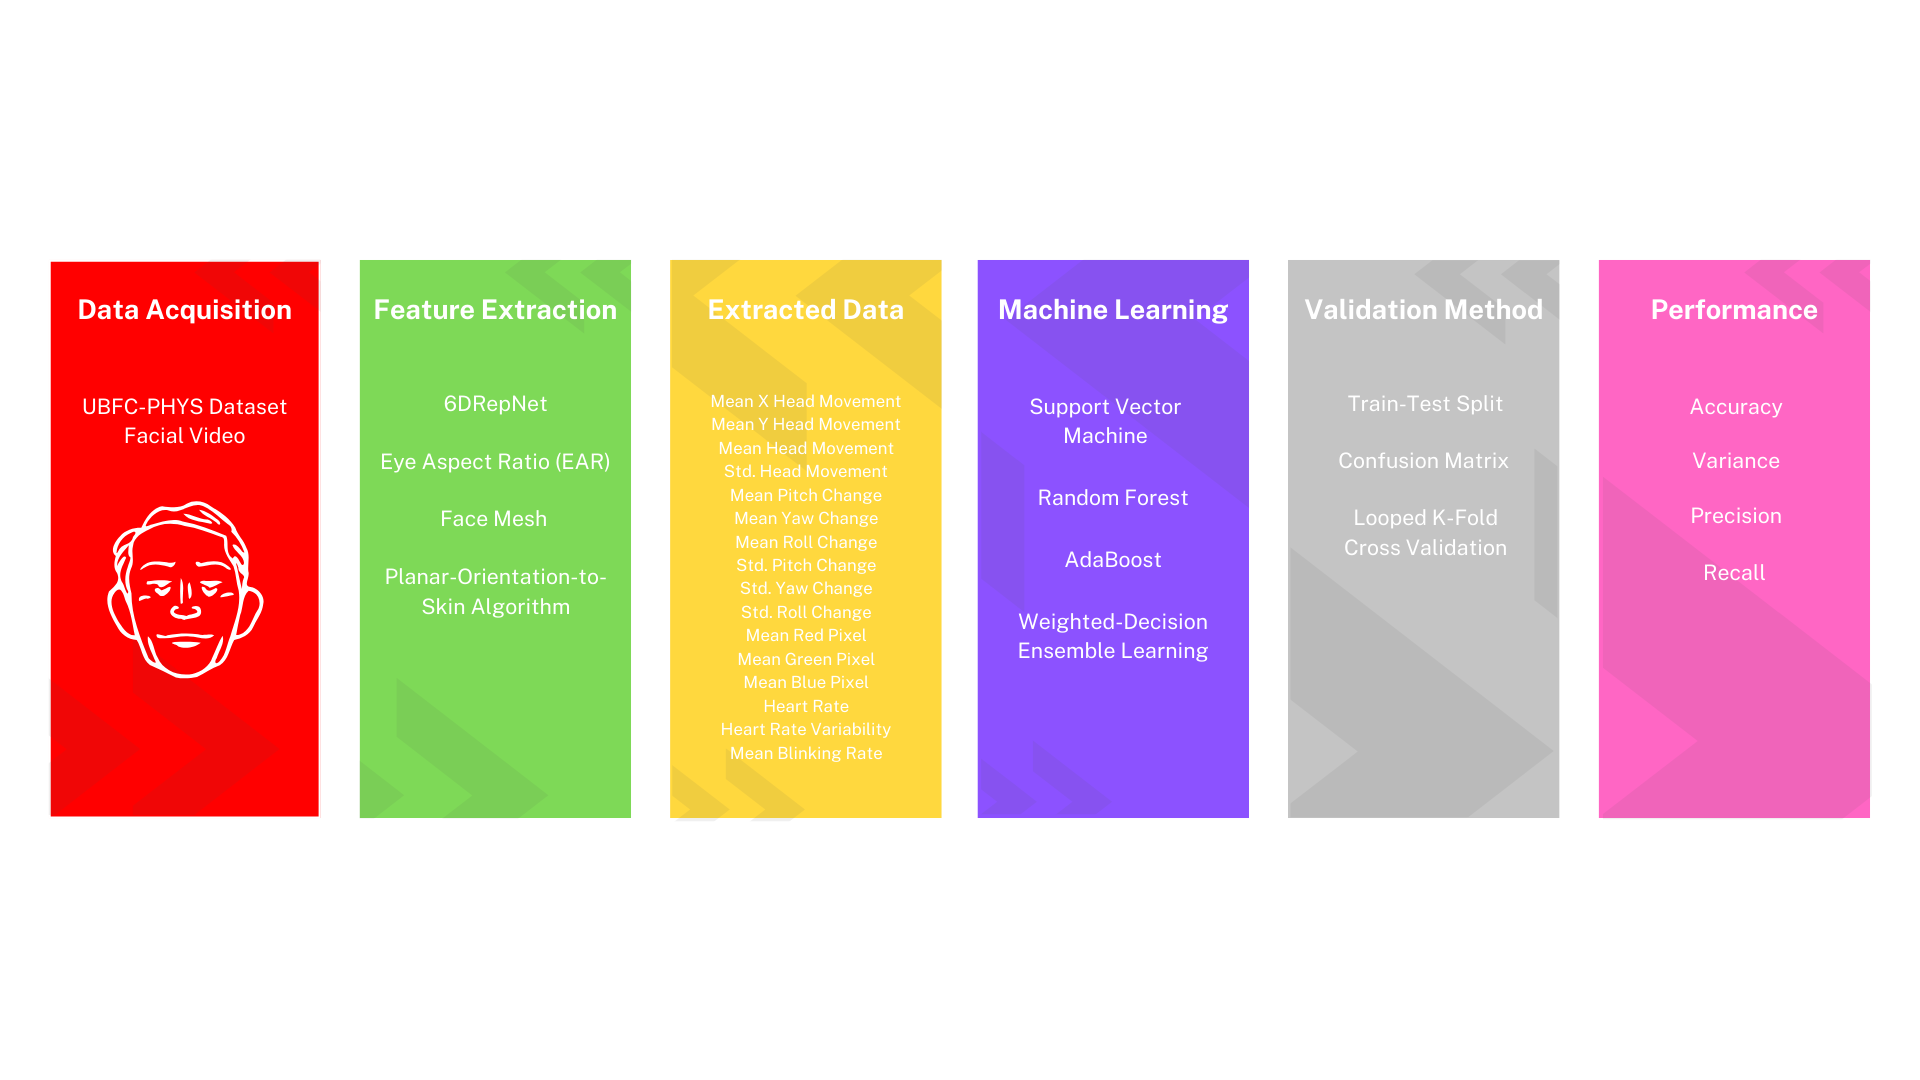 Data Acquisition
UBFC-PHYS Dataset
Facial Video
Feature Extraction
6DRepNet
Eye Aspect Ratio (EAR)
Face Mesh
Planar-Orientation-to-
Skin Algorithm
Extracted Data
Mean X Head Movement
Mean Y Head Movement
Mean Head Movement
Std. Head Movement
Mean Pitch Change
Mean Yaw Change
Mean Roll Change
Std. Pitch Change
Std. Yaw Change
Std. Roll Change
Mean Red Pixel
Mean Green Pixel
Mean Blue Pixel
Heart Rate
Heart Rate Variability
Mean Blinking Rate
Machine Learning
Support Vector
Machine
Random Forest
AdaBoost
Weighted-Decision
Ensemble Learning
Validation Method
Train-Test Split
Confusion Matrix
Looped K-Fold
Cross Validation
Performance
Accuracy
Variance
Precision
Recall